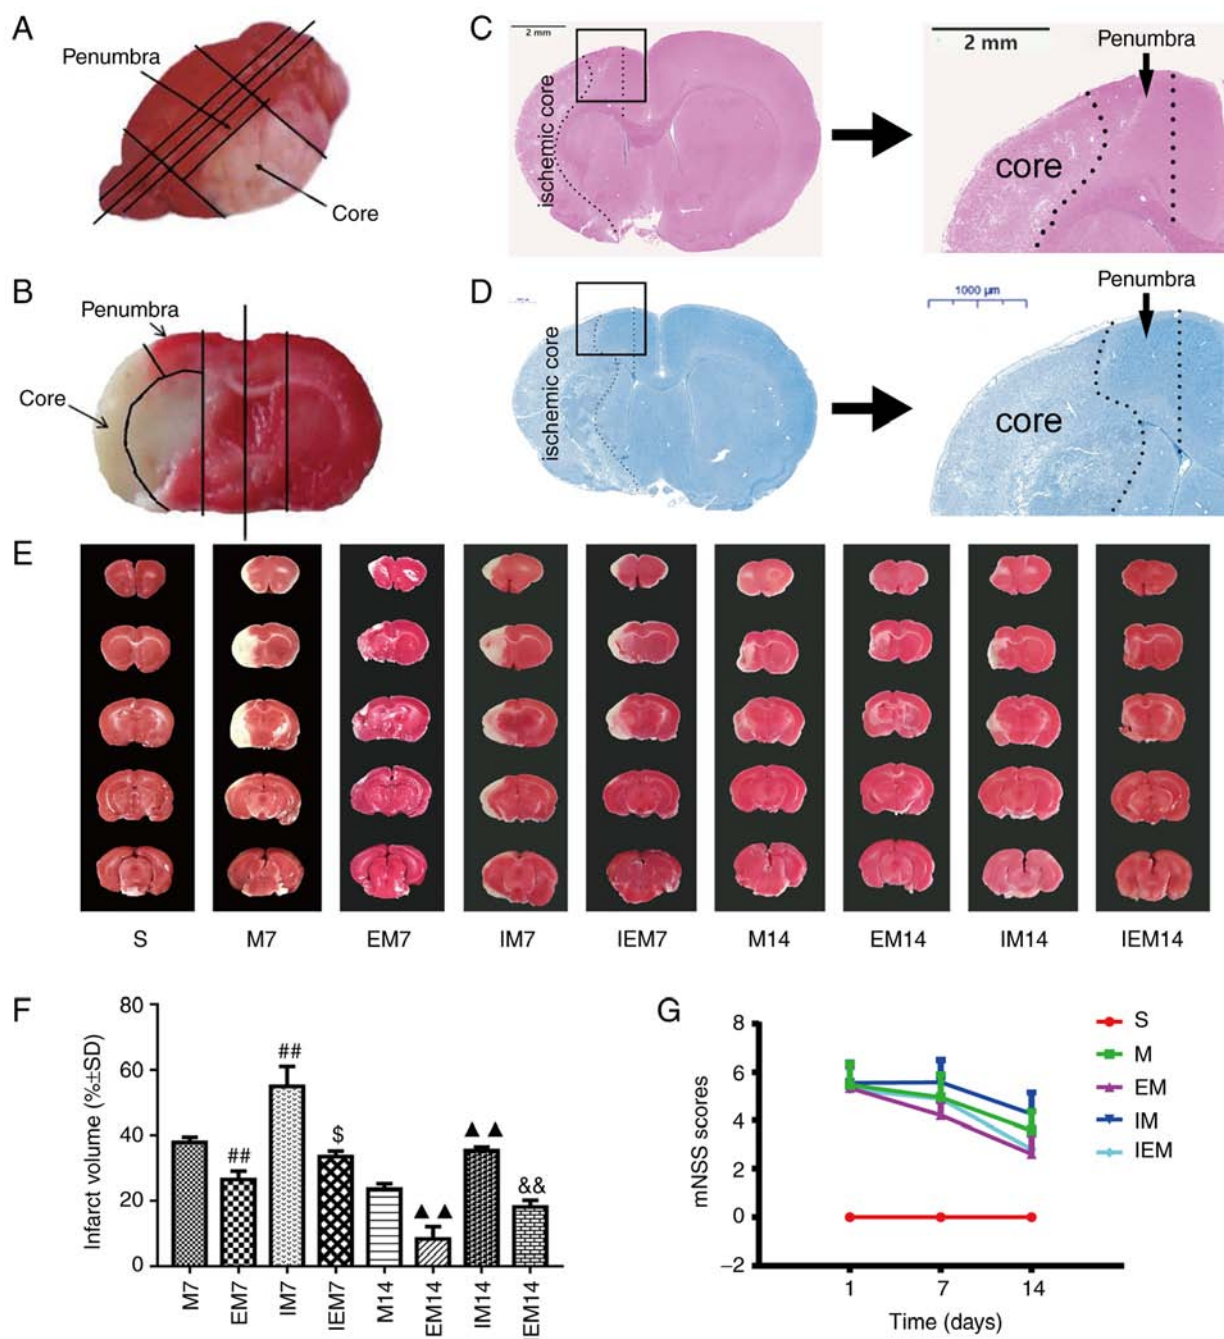 A
Penumbra
Core
B
Penumbra
Core
C
2 mm
ischemic core
2 mm
Penumbra
core
D
ischemic core
1000 μm
Penumbra
core
E
S M7 EM7 IM7 IEM7 M14 EM14 IM14 IEM14
F
Infarct volume (%±SD)
80
60
40
20
0
##
##
$
▲▲
▲▲
&&
M7
EM7
IM7
IEM7
M14
EM14
IM14
EM14
G
mNSS scores
8
6
4
2
0
−2
1 7 14
Time (days)
S
M
EM
IM
IEM